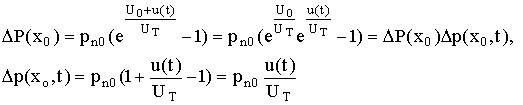 ΔP(x₀) = pₙ₀(e^{(U₀+u(t))/U_T} −1) = pₙ₀(e^{U₀/U_T} e^{u(t)/U_T} −1) = ΔP(x₀)Δp(x₀,t),
Δp(xₒ,t) = pₙ₀(1+ u(t)/U_T −1) = pₙ₀ u(t)/U_T